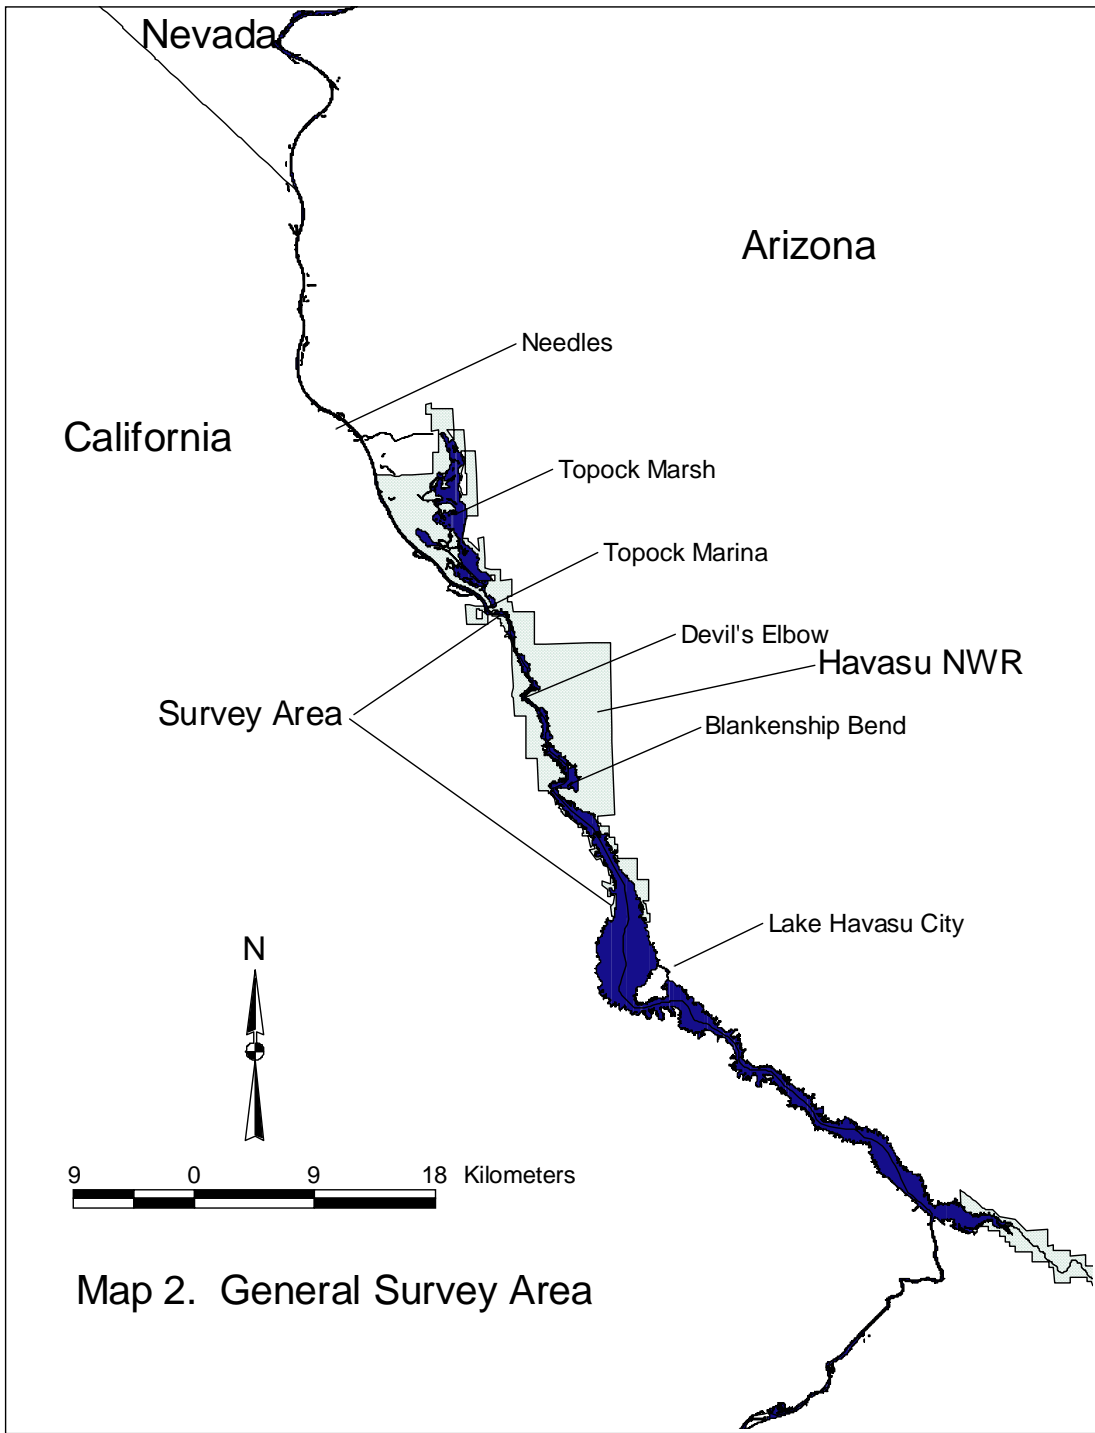 Nevada
Arizona
Needles
California
Topock Marsh
Topock Marina
Devil's Elbow
Havasu NWR
Survey Area
Blankenship Bend
Lake Havasu City
N
9 0 9 18 Kilometers
Map 2. General Survey Area